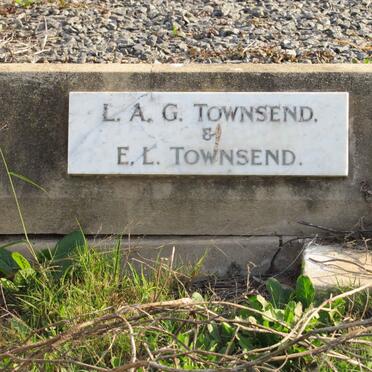 L. A. G. TOWNSEND.
&
E. L. TOWNSEND.